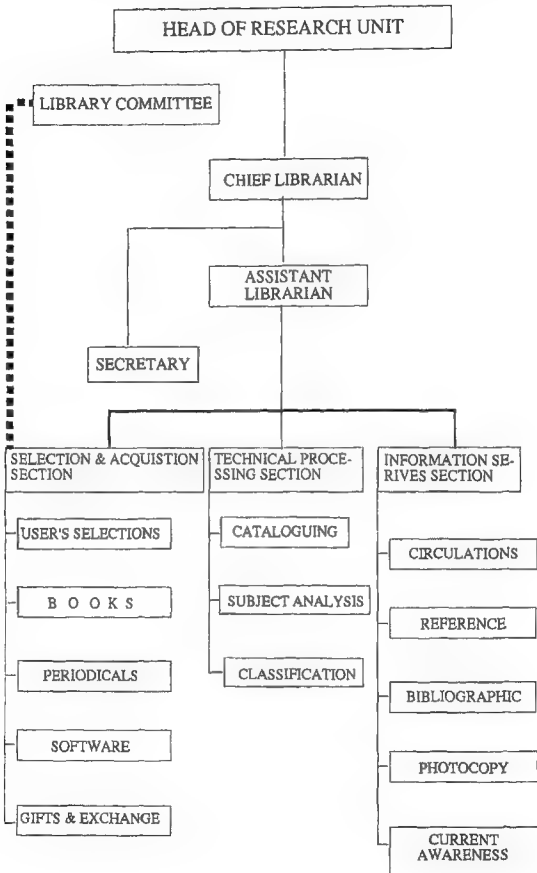 HEAD OF RESEARCH UNIT
LIBRARY COMMITTEE
CHIEF LIBRARIAN
ASSISTANT
LIBRARIAN
SECRETARY
SELECTION & ACQUISTION
SECTION
USER'S SELECTIONS
B O O K S
PERIODICALS
SOFTWARE
GIFTS & EXCHANGE
TECHNICAL PROCE-
SSING SECTION
CATALOGUING
SUBJECT ANALYSIS
CLASSIFICATION
INFORMATION SE-
RIVES SECTION
CIRCULATIONS
REFERENCE
BIBLIOGRAPHIC
PHOTOCOPY
CURRENT
AWARENESS